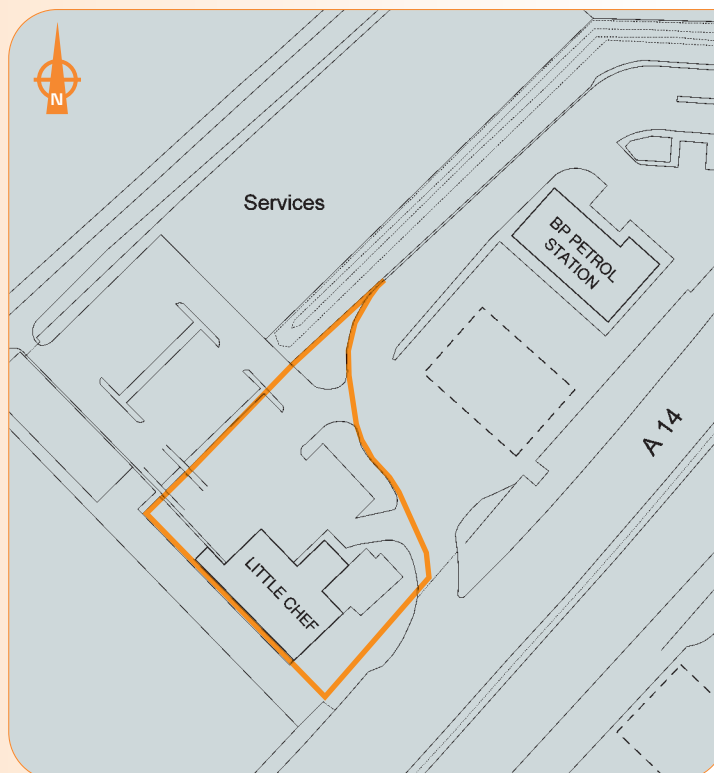 N
Services
BP PETROL
STATION
A 14
LITTLE CHEF